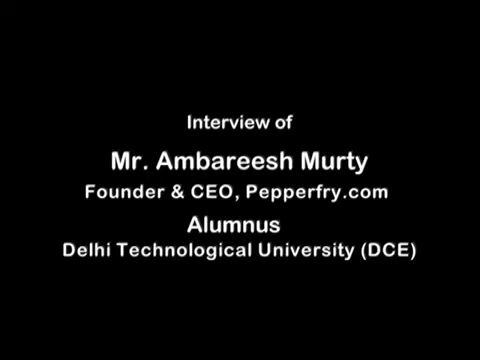 Interview of
Mr. Ambareesh Murty
Founder & CEO, Pepperfry.com
Alumnus
Delhi Technological University (DCE)